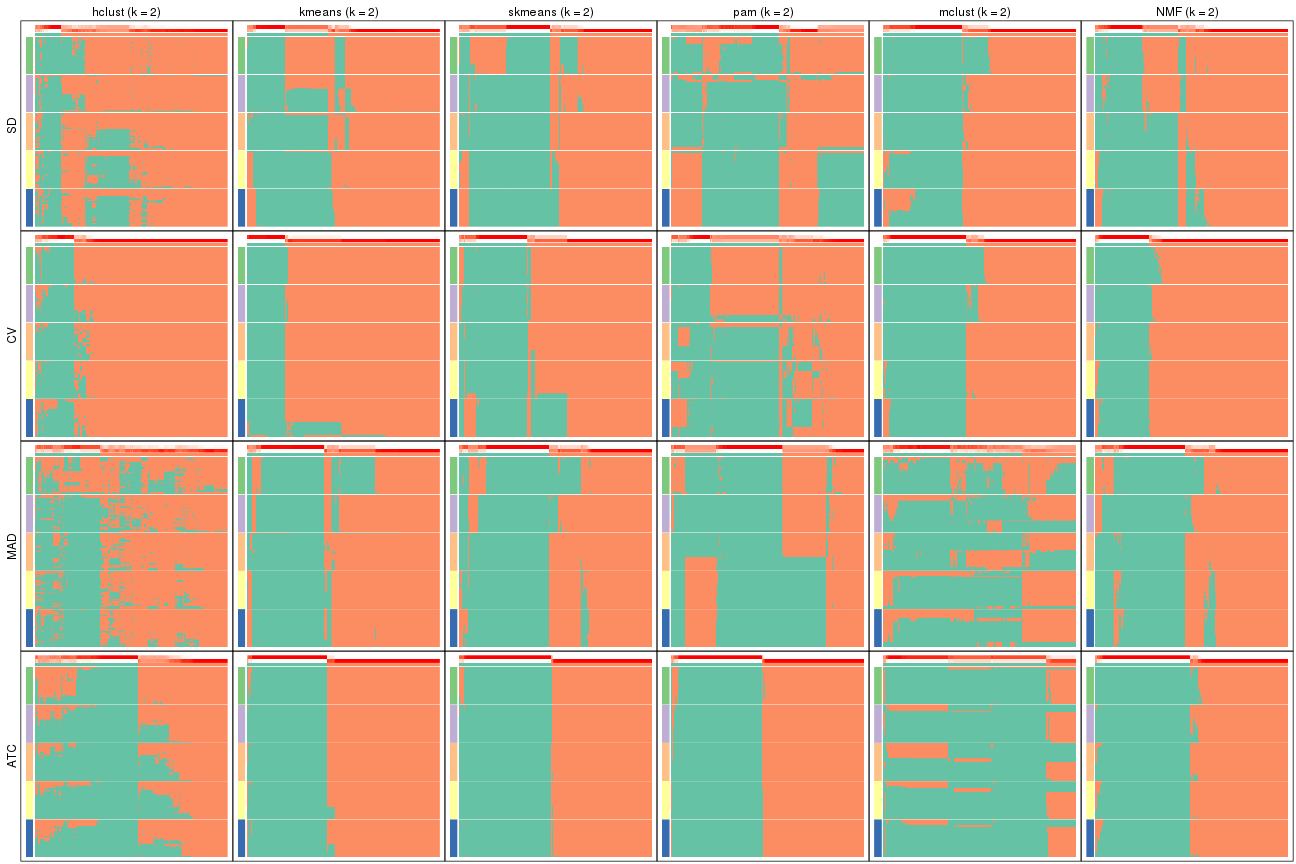 hclust (k = 2) kmeans (k = 2) skmeans (k = 2) pam (k = 2) mclust (k = 2) NMF (k = 2)
SD
CV
MAD
ATC